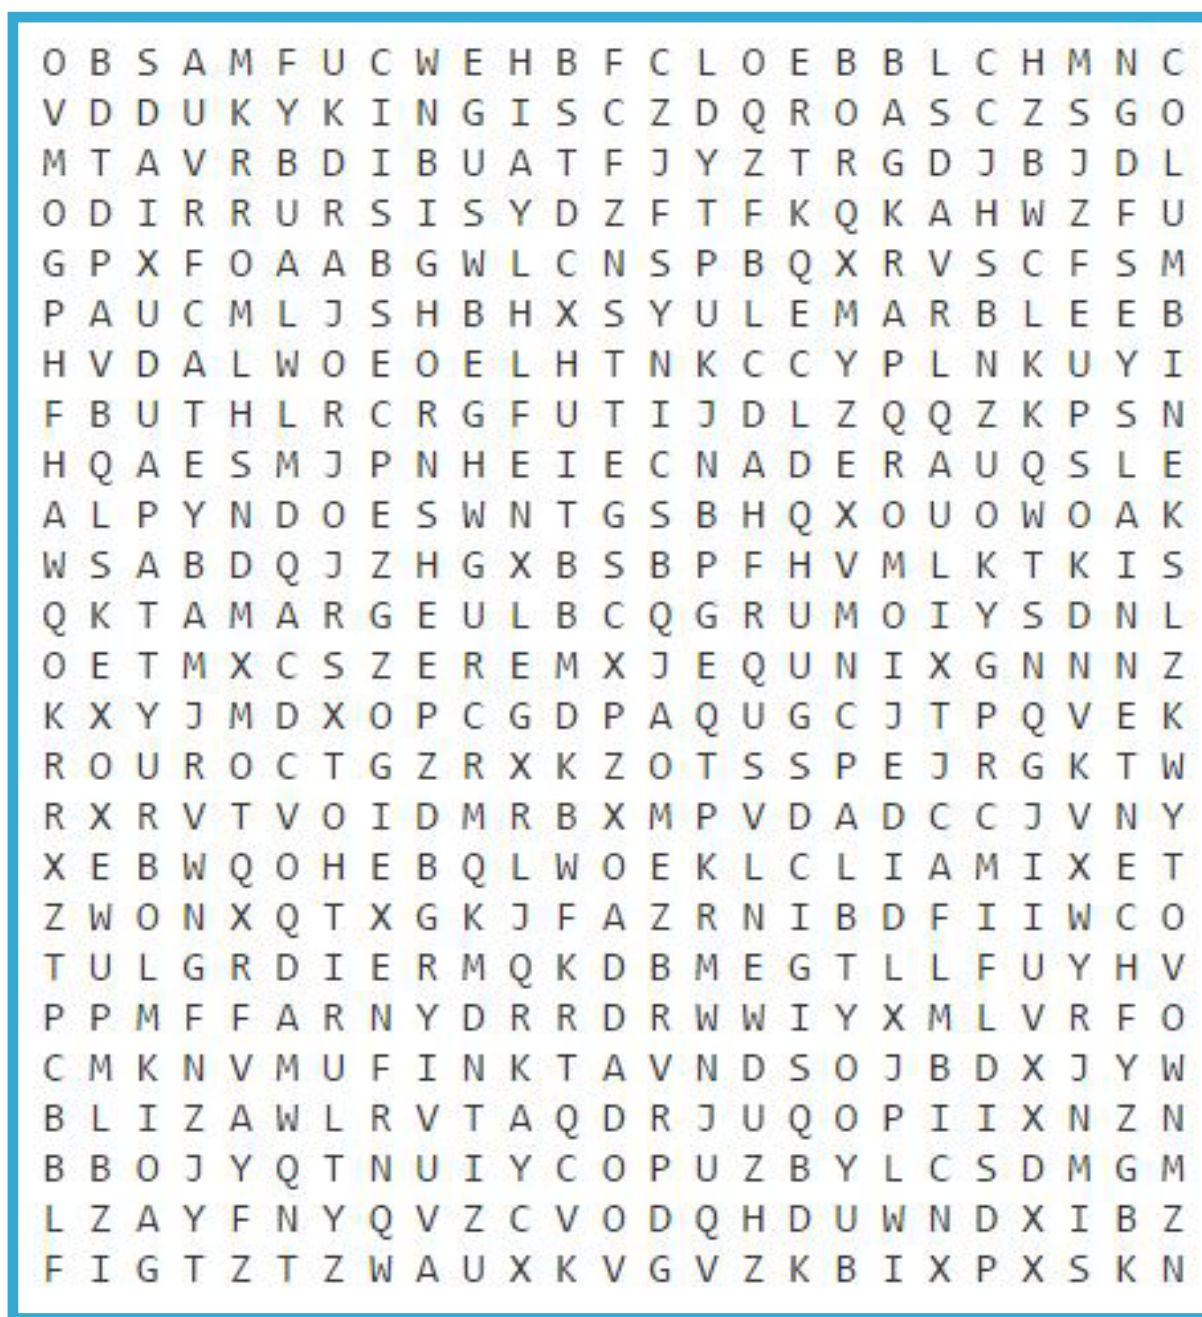 O B S A M F U C W E H B F C L O E B B L C H M N C
V D D U K Y K I N G I S C Z D Q R O A S C Z S G O
M T A V R B D I B U A T F J Y Z T R G D J B J D L
O D I R R U R S I S Y D Z F T F K Q K A H W Z F U
G P X F O A A B G W L C N S P B Q X R V S C F S M
P A U C M L J S H B H X S Y U L E M A R B L E E B
H V D A L W O E O E L H T N K C C Y P L N K U Y I
F B U T H L R C R G F U T I J D L Z Q Q Z K P S N
H Q A E S M J P N H E I E C N A D E R A U Q S L E
A L P Y N D O E S W N T G S B H Q X O U O W O A K
W S A B D Q J Z H G X B S B P F H V M L K T K I S
Q K T A M A R G E U L B C Q G R U M O I Y S D N L
O E T M X C S Z E R E M X J E Q U N I X G N N N Z
K X Y J M D X O P C G D P A Q U G C J T P Q V E K
R O U R O C T G Z R X K Z O T S S P E J R G K T W
R X R V T V O I D M R B X M P V D A D C C J V N Y
X E B W Q O H E B Q L W O E K L C L I A M I X E T
Z W O N X Q T X G K J F A Z R N I B D F I I W C O
T U L G R D I E R M Q K D B M E G T L L F U Y H V
P P M F F A R N Y D R R D R W W I Y X M L V R F O
C M K N V M U F I N K T A V N D S O J B D X J Y W
B L I Z A W L R V T A Q D R J U Q O P I I X N Z N
B B O J Y Q T N U I Y C O P U Z B Y L C S D M G M
L Z A Y F N Y Q V Z C V O D Q H D U W N D X I B Z
F I G T Z T Z W A U X K V G V Z K B I X P X S K N